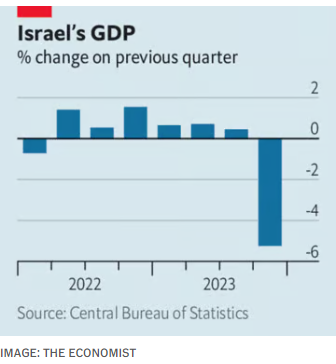 Israel's GDP
% change on previous quarter
2
0
-2
-4
-6
2022 2023
Source: Central Bureau of Statistics
IMAGE: THE ECONOMIST